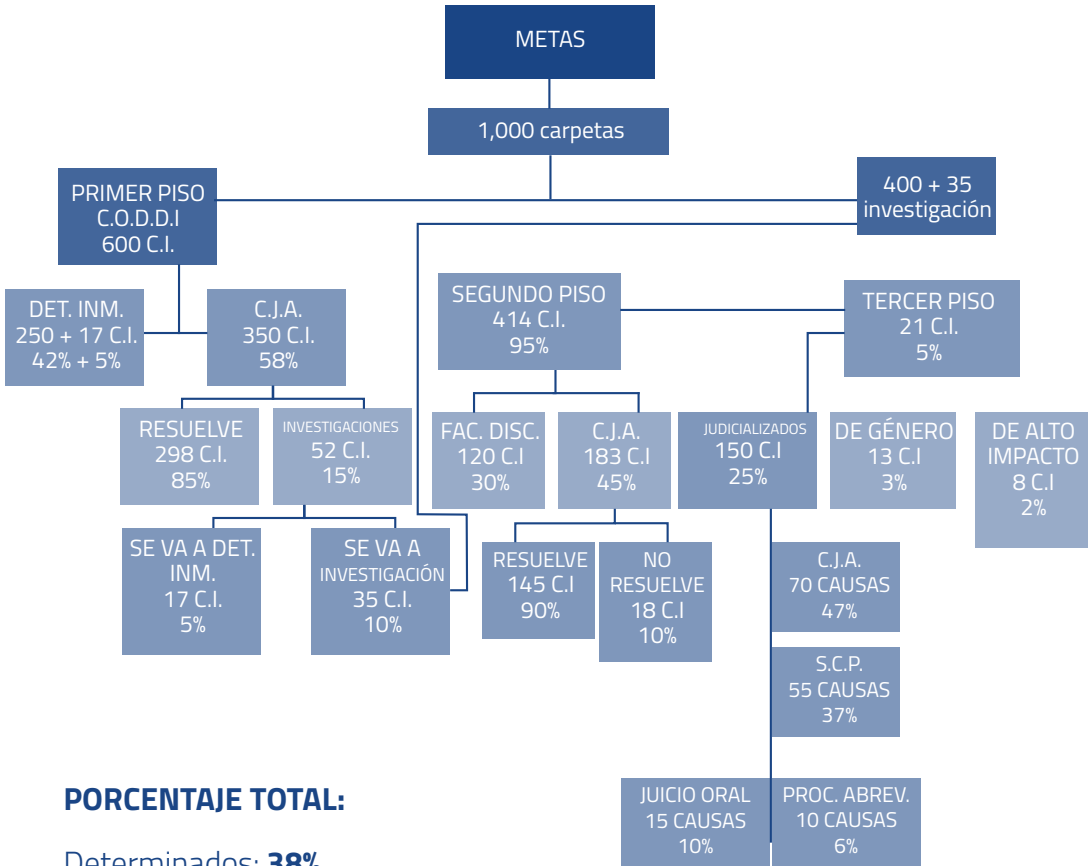 METAS
1,000 carpetas
PRIMER PISO
C.O.D.D.I
600 C.I.
400 + 35
investigación
DET. INM.
250 + 17 C.I.
42% + 5%
C.J.A.
350 C.I.
58%
SEGUNDO PISO
414 C.I.
95%
TERCER PISO
21 C.I.
5%
RESUELVE
298 C.I.
85%
INVESTIGACIONES
52 C.I.
15%
FAC. DISC.
120 C.I
30%
C.J.A.
183 C.I
45%
JUDICIALIZADOS
150 C.I
25%
DE GÉNERO
13 C.I
3%
DE ALTO
IMPACTO
8 C.I
2%
SE VA A DET.
INM.
17 C.I.
5%
SE VA A
INVESTIGACIÓN
35 C.I.
10%
RESUELVE
145 C.I
90%
NO
RESUELVE
18 C.I
10%
C.J.A.
70 CAUSAS
47%
S.C.P.
55 CAUSAS
37%
JUICIO ORAL
15 CAUSAS
10%
PROC. ABREV.
10 CAUSAS
6%
PORCENTAJE TOTAL:
Determinados: 38%